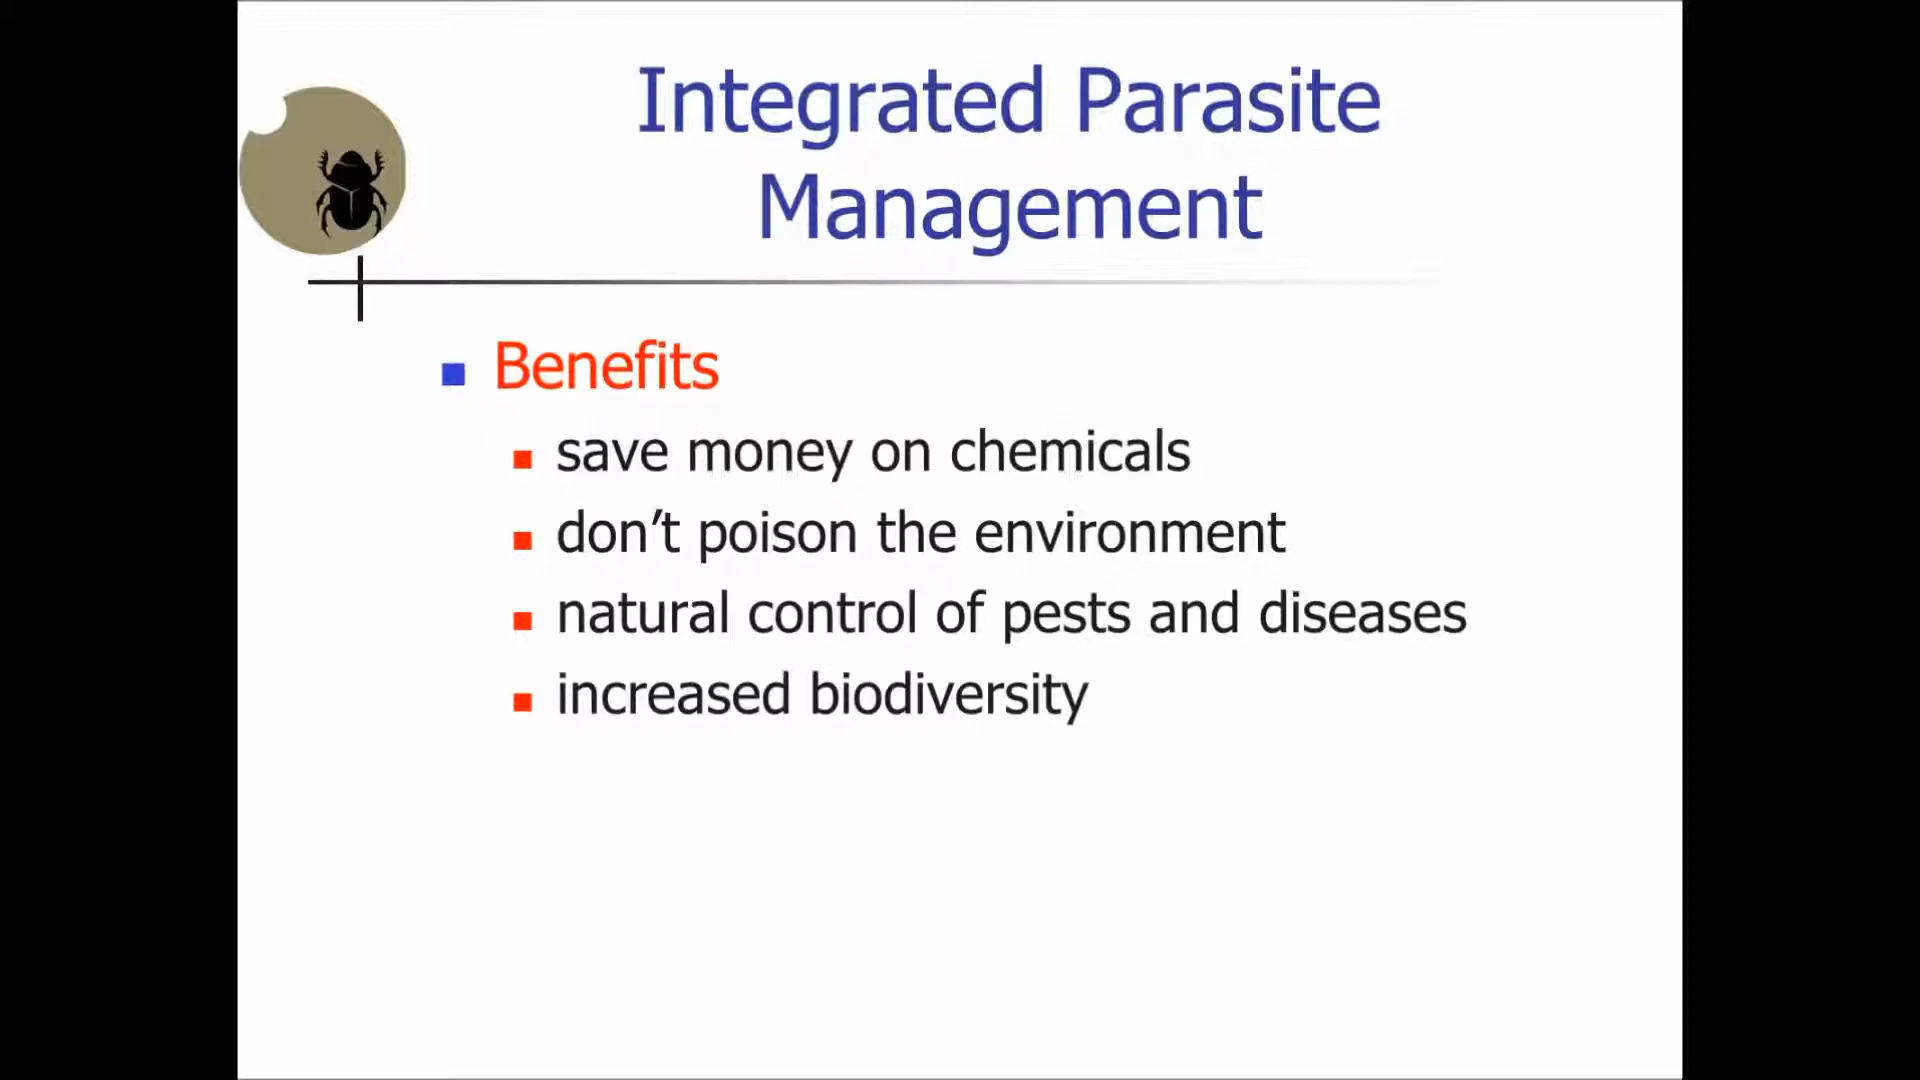 Integrated Parasite
Management
Benefits
save money on chemicals
don’t poison the environment
natural control of pests and diseases
increased biodiversity